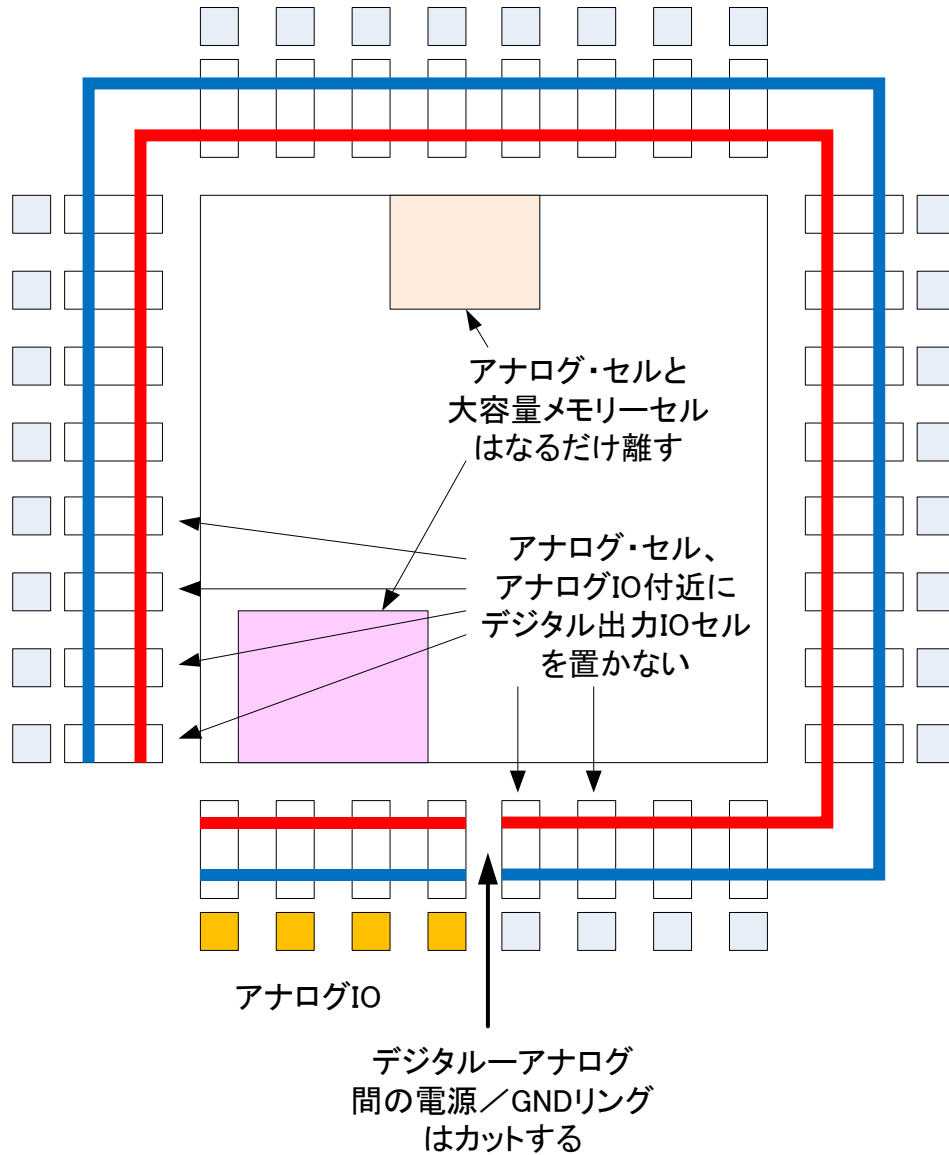 アナログ・セルと
大容量メモリーセル
はなるだけ離す
アナログ・セル、
アナログIO付近に
デジタル出力IOセル
を置かない
アナログIO
デジタルーアナログ
間の電源／GNDリング
はカットする